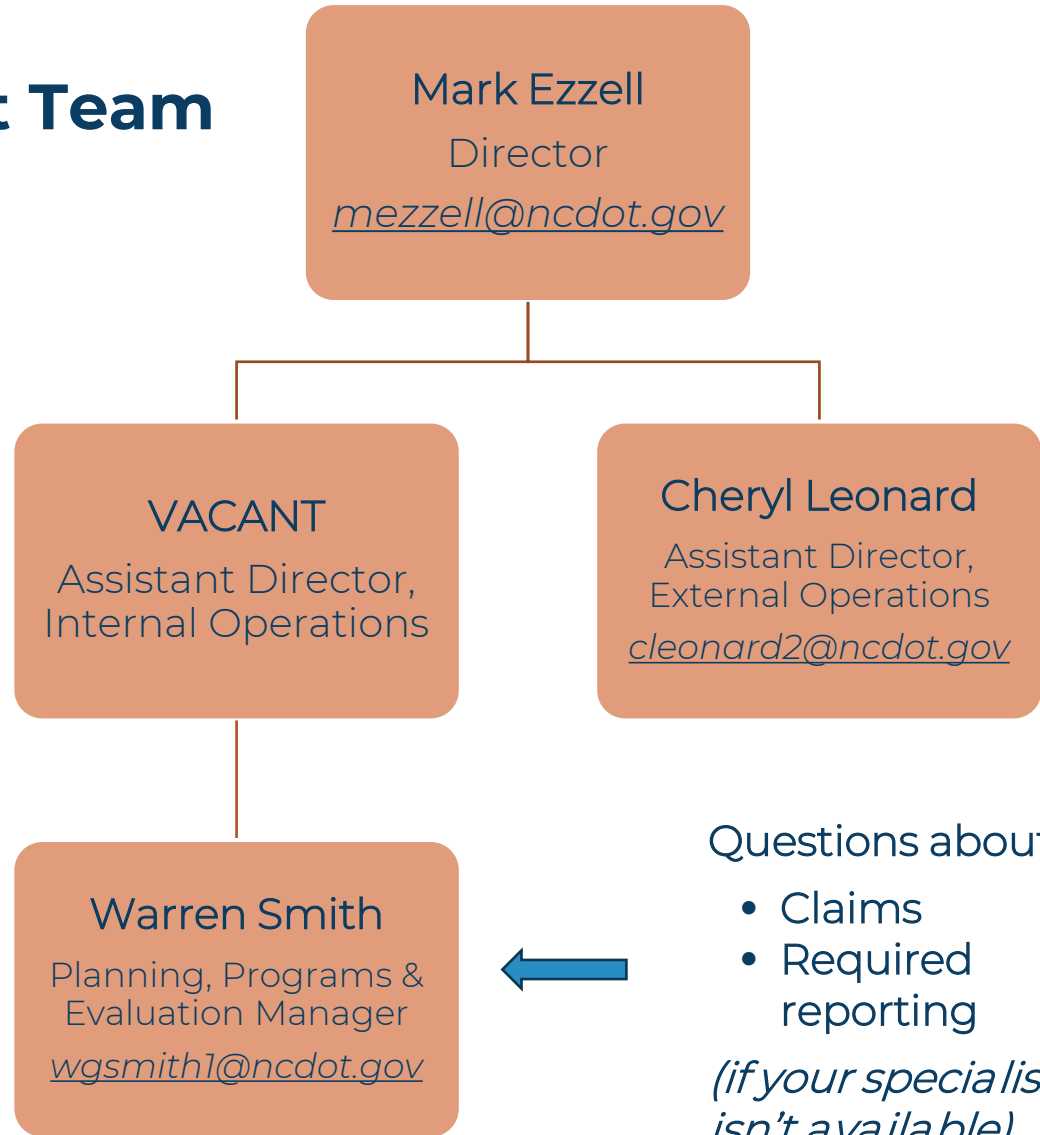 t Team
Mark Ezzell
Director
mezzell@ncdot.gov
VACANT
Assistant Director,
Internal Operations
Cheryl Leonard
Assistant Director,
External Operations
cleonard2@ncdot.gov
Warren Smith
Planning, Programs &
Evaluation Manager
wgsmith1@ncdot.gov
Questions about
• Claims
• Required
reporting
(if your specialis
isn't available)